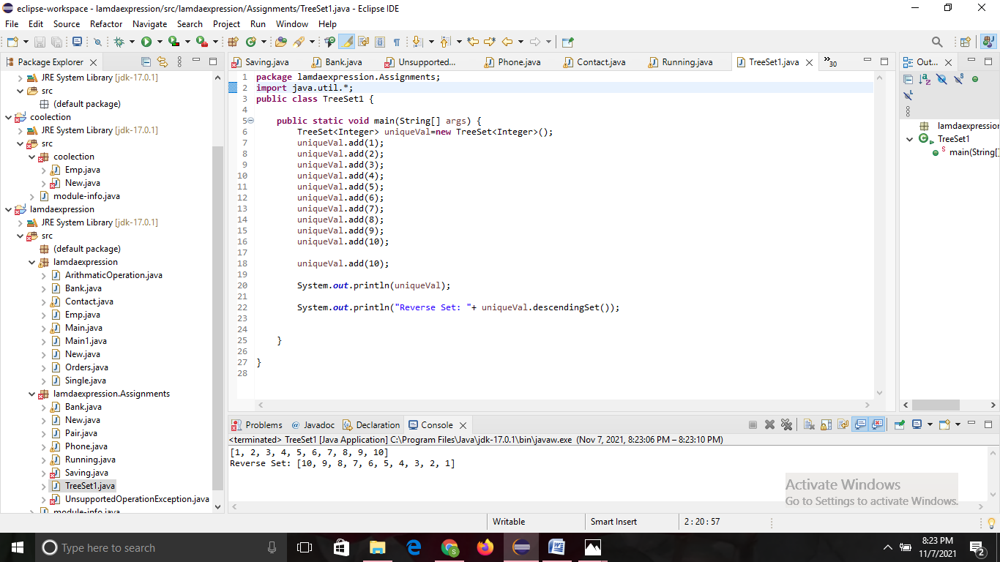 eclipse-workspace - lamdaexpression/src/lamdaexpression/Assignments/TreeSet1.java - Eclipse IDE
File Edit Source Refactor Navigate Search Project Run Window Help
Package Explorer
JRE System Library [jdk-17.0.1]
src
(default package)
coolection
JRE System Library [jdk-17.0.1]
src
coolection
Emp.java
New.java
module-info.java
lamdaexpression
JRE System Library [jdk-17.0.1]
src
(default package)
lamdaexpression
ArithmaticOperation.java
Bank.java
Contact.java
Emp.java
Main.java
Main1.java
New.java
Orders.java
Single.java
lamdaexpression.Assignments
Bank.java
New.java
Pair.java
Phone.java
Running.java
Saving.java
TreeSet1.java
UnsupportedOperationException.java
module-info.java
Saving.java Bank.java Unsupported... Phone.java Contact.java Running.java TreeSet1.java »30
1 package lamdaexpression.Assignments;
2 import java.util.*;
3 public class TreeSet1 {
4
5 public static void main(String[] args) {
6 TreeSet<Integer> uniqueVal=new TreeSet<Integer>();
7 uniqueVal.add(1);
8 uniqueVal.add(2);
9 uniqueVal.add(3);
10 uniqueVal.add(4);
11 uniqueVal.add(5);
12 uniqueVal.add(6);
13 uniqueVal.add(7);
14 uniqueVal.add(8);
15 uniqueVal.add(9);
16 uniqueVal.add(10);
17
18 uniqueVal.add(10);
19
20 System.out.println(uniqueVal);
21
22 System.out.println("Reverse Set: "+ uniqueVal.descendingSet());
23
24
25 }
26
27 }
28
Out...
lamdaexpression
TreeSet1
main(String[]
Problems @ Javadoc Declaration Console
<terminated> TreeSet1 [Java Application] C:\Program Files\Java\jdk-17.0.1\bin\javaw.exe (Nov 7, 2021, 8:23:06 PM – 8:23:10 PM)
[1, 2, 3, 4, 5, 6, 7, 8, 9, 10]
Reverse Set: [10, 9, 8, 7, 6, 5, 4, 3, 2, 1]
Activate Windows
Go to Settings to activate Windows.
Writable Smart Insert 2 : 20 : 57
Type here to search
8:23 PM
11/7/2021
2